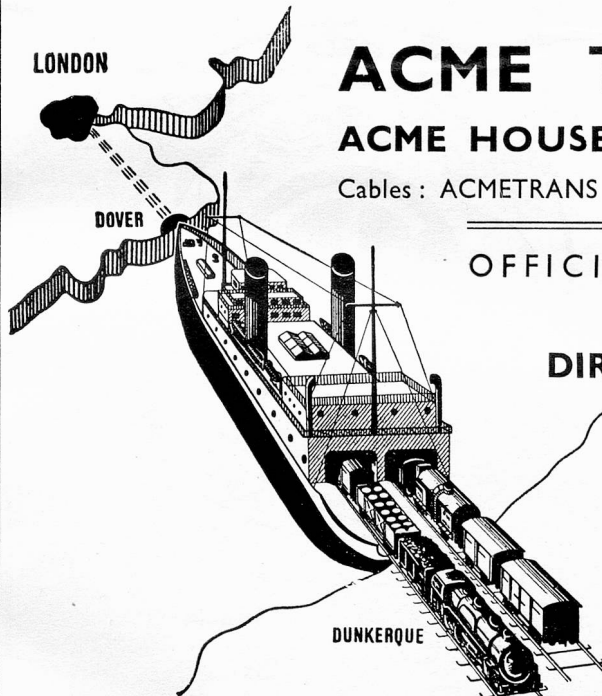 LONDON
ACME
ACME HOUSE
Cables : ACMETRANS
DOVER
OFFICI
DIR
DUNKERQUE